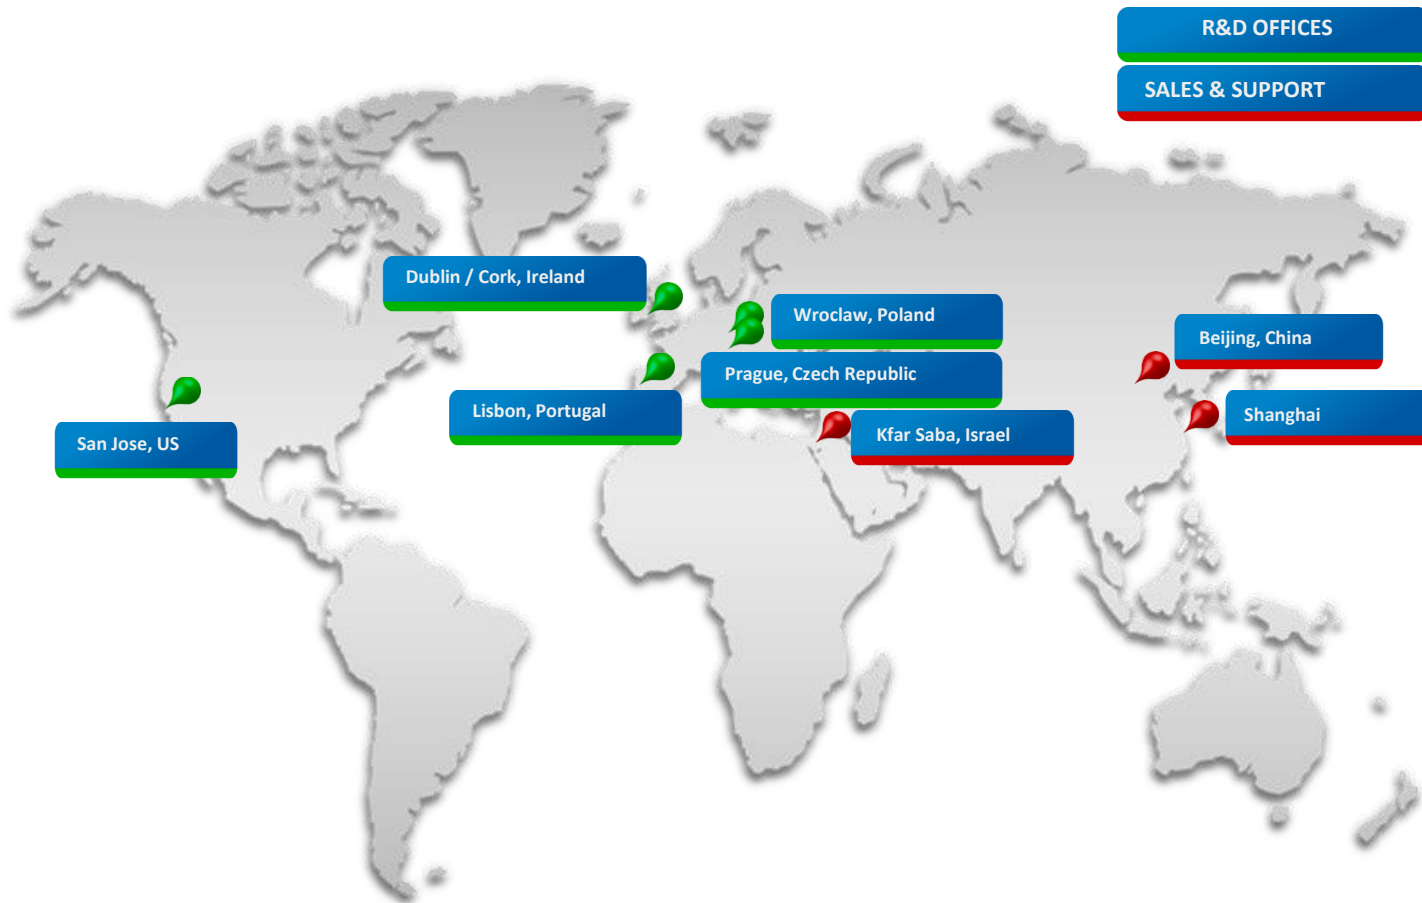 R&D OFFICES
SALES & SUPPORT
Dublin / Cork, Ireland
Wroclaw, Poland
Beijing, China
Prague, Czech Republic
Lisbon, Portugal
Shanghai
Kfar Saba, Israel
San Jose, US